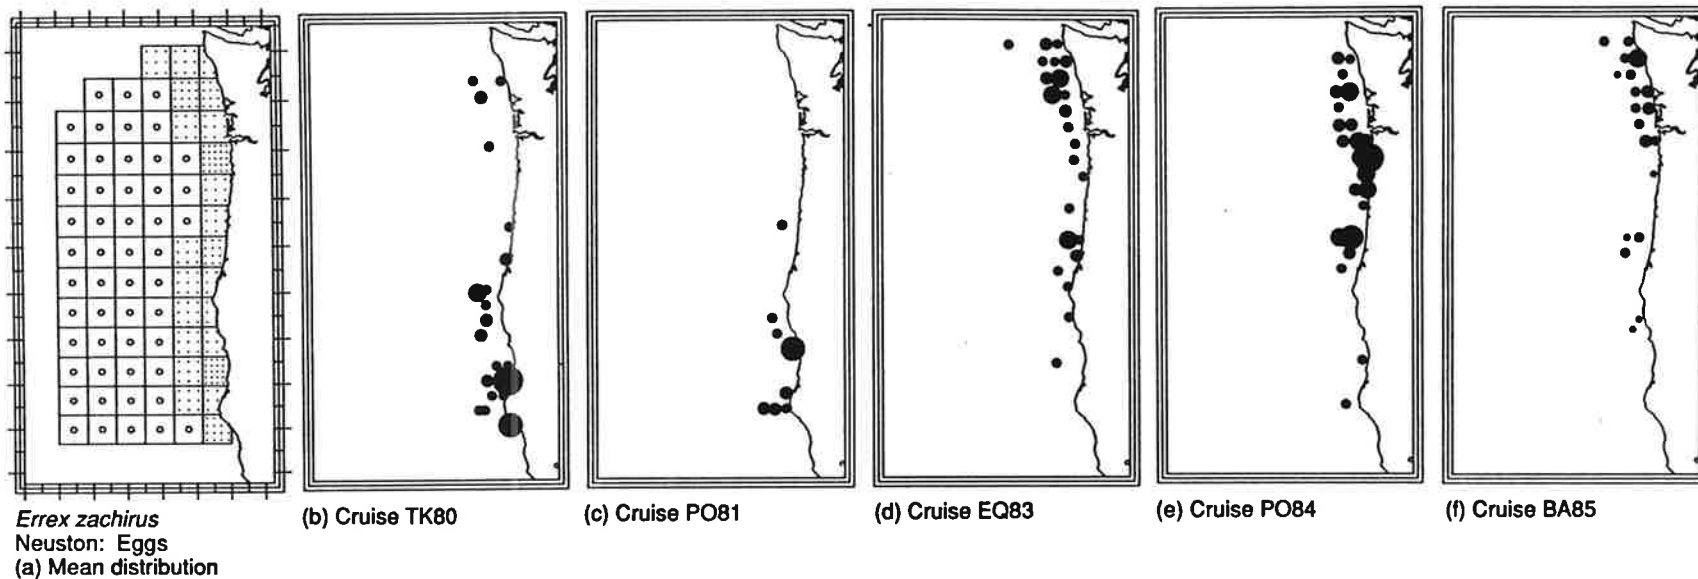 Errex zachirus
Neuston: Eggs
(a) Mean distribution
(b) Cruise TK80
(c) Cruise PO81
(d) Cruise EQ83
(e) Cruise PO84
(f) Cruise BA85